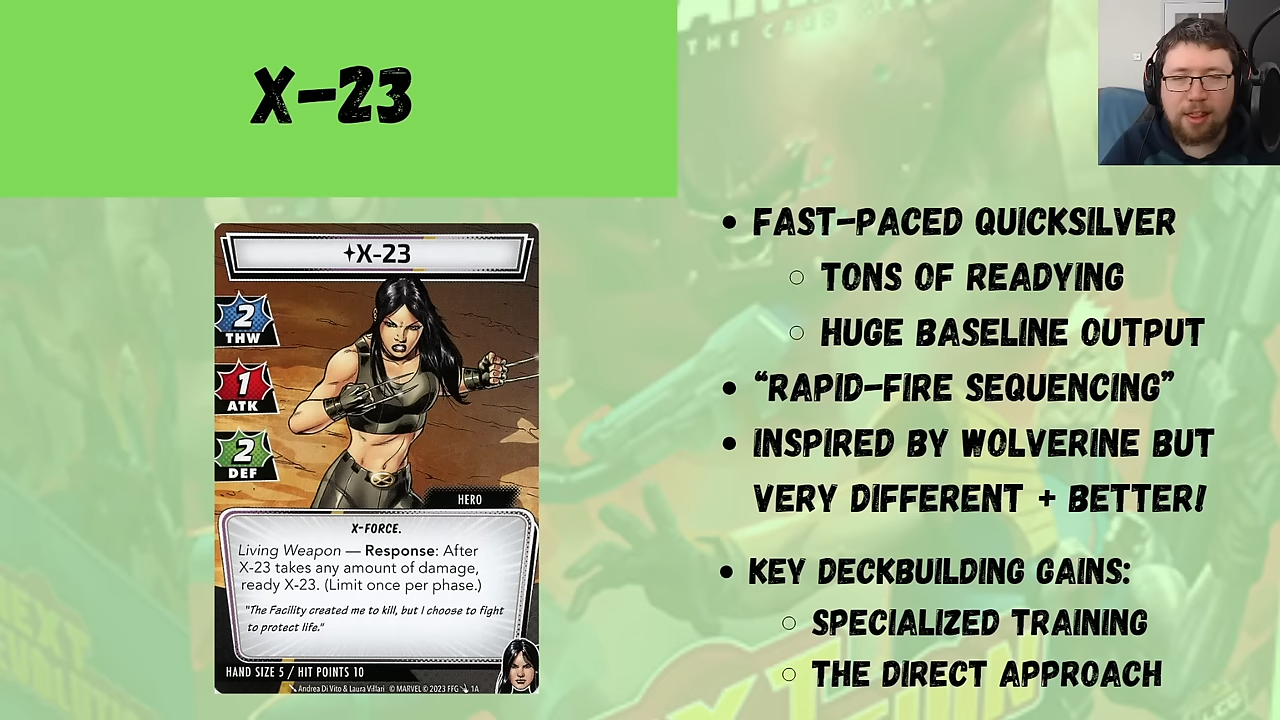 X-23
X-23
2
THW
1
ATK
2
DEF
HERO
X-FORCE.
Living Weapon — Response: After
X-23 takes any amount of damage,
ready X-23. (Limit once per phase.)
"The Facility created me to kill, but I choose to fight
to protect life."
HAND SIZE 5 / HIT POINTS 10
Andrea Di Vito & Laura Villari © MARVEL © 2023 FFG 1A
• FAST-PACED QUICKSILVER
○ TONS OF READYING
○ HUGE BASELINE OUTPUT
• “RAPID-FIRE SEQUENCING”
• INSPIRED BY WOLVERINE BUT
VERY DIFFERENT + BETTER!
• KEY DECKBUILDING GAINS:
○ SPECIALIZED TRAINING
○ THE DIRECT APPROACH